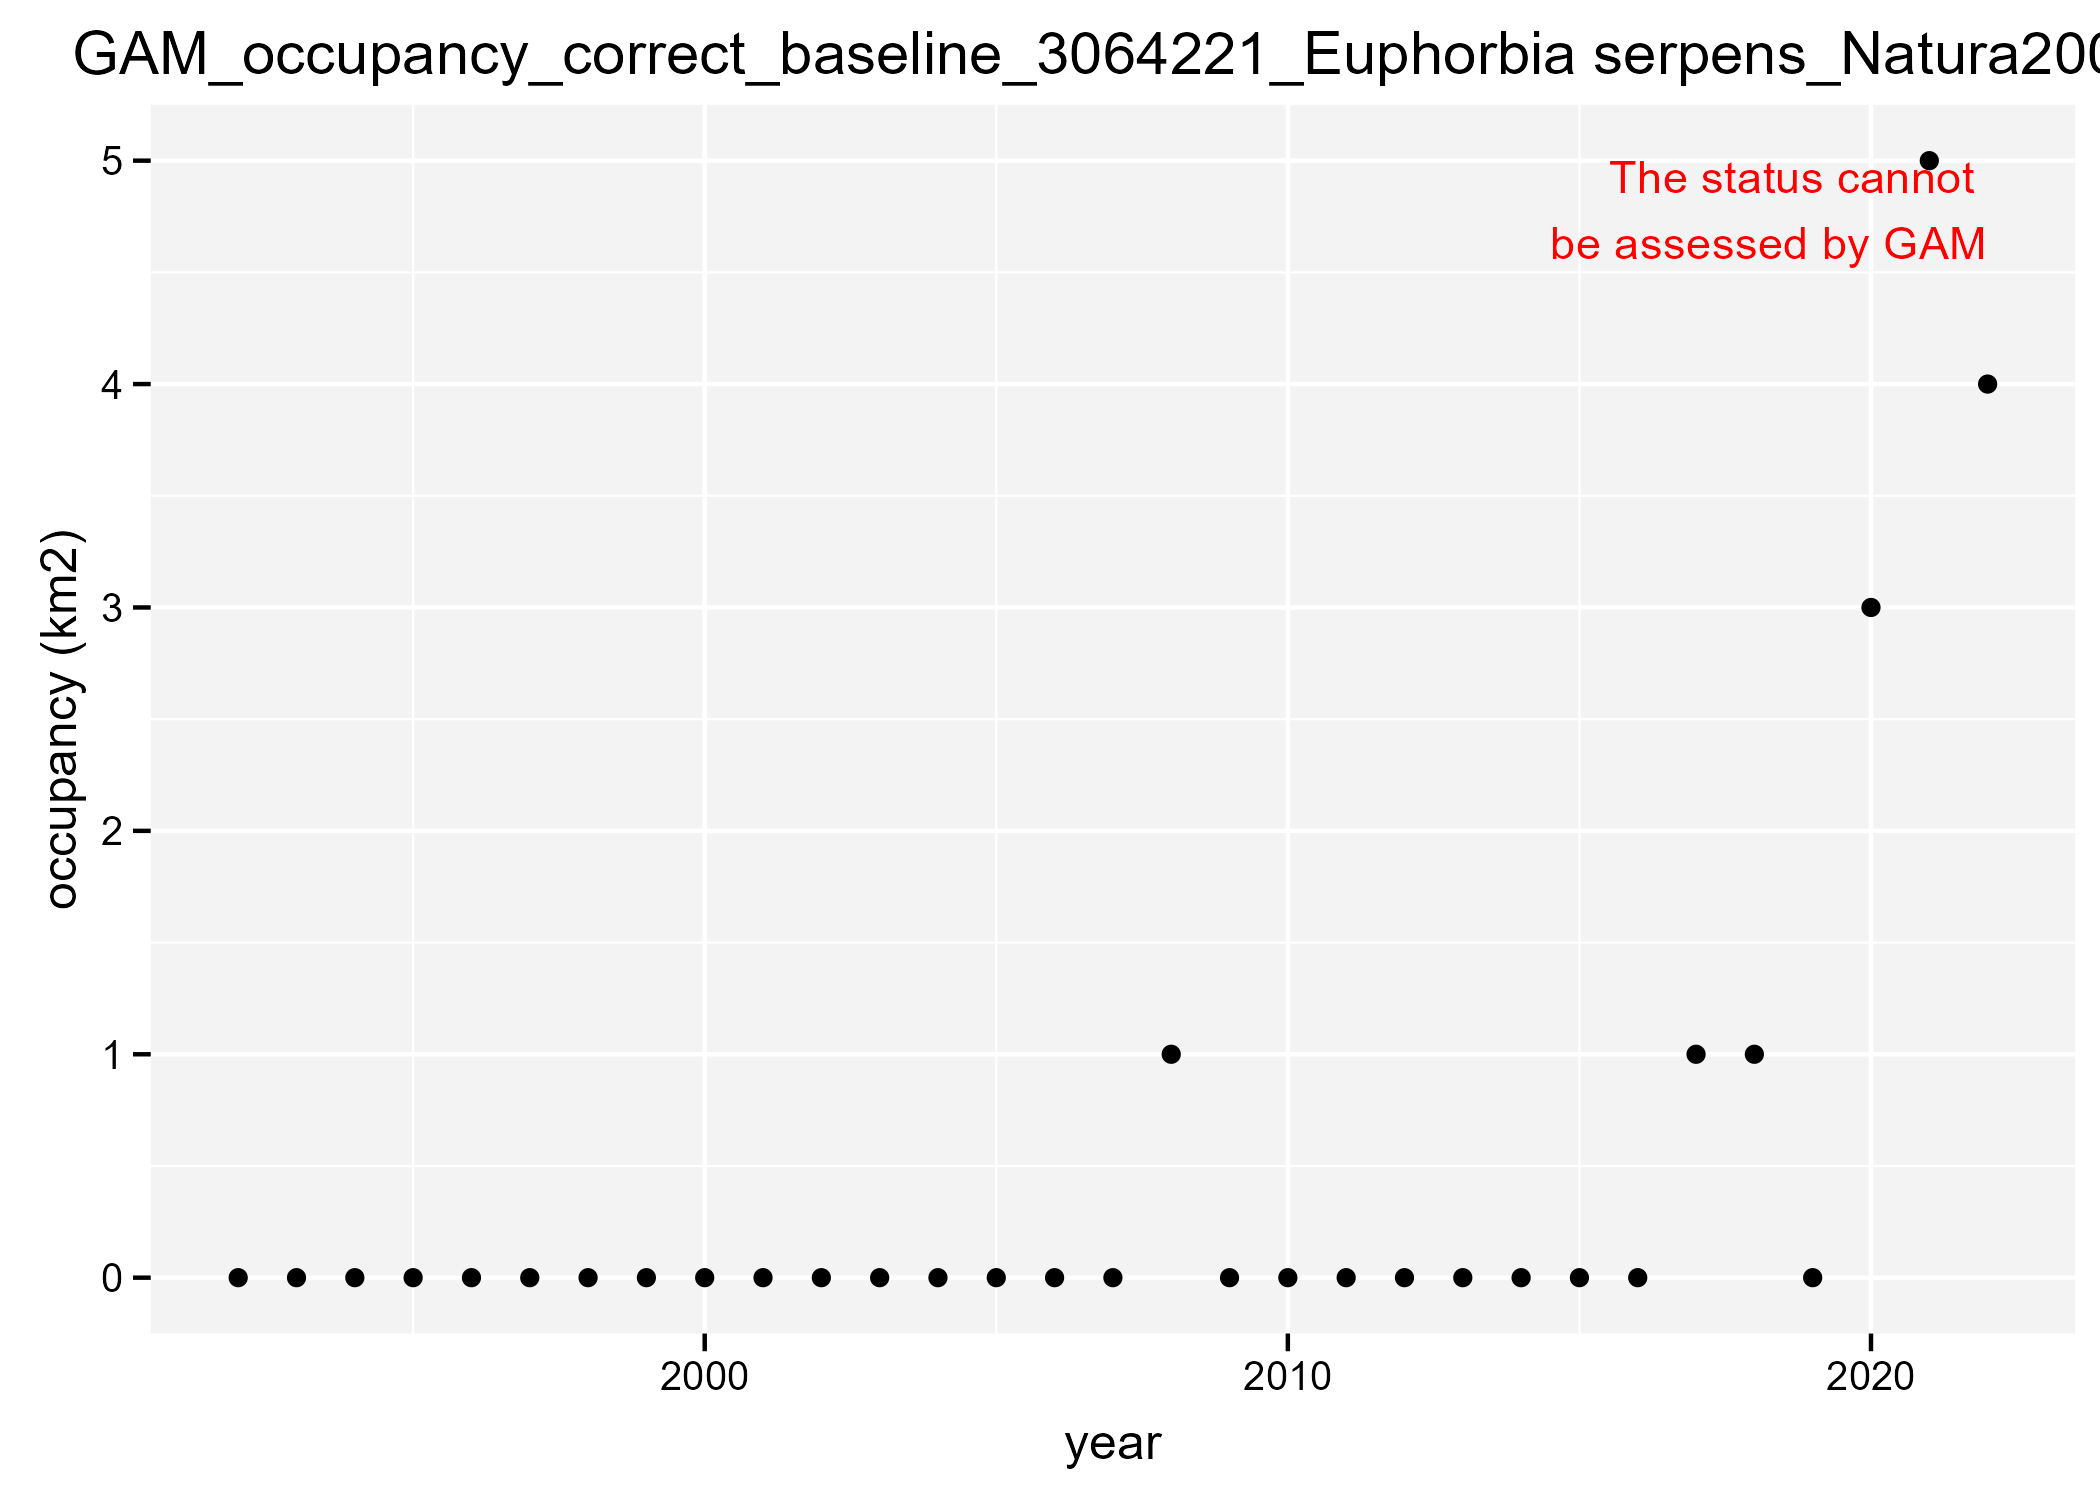 GAM_occupancy_correct_baseline_3064221_Euphorbia serpens_Natura200
5
The status cannot
be assessed by GAM
4
3
2
1
0
occupancy (km2)
2000 2010 2020
year